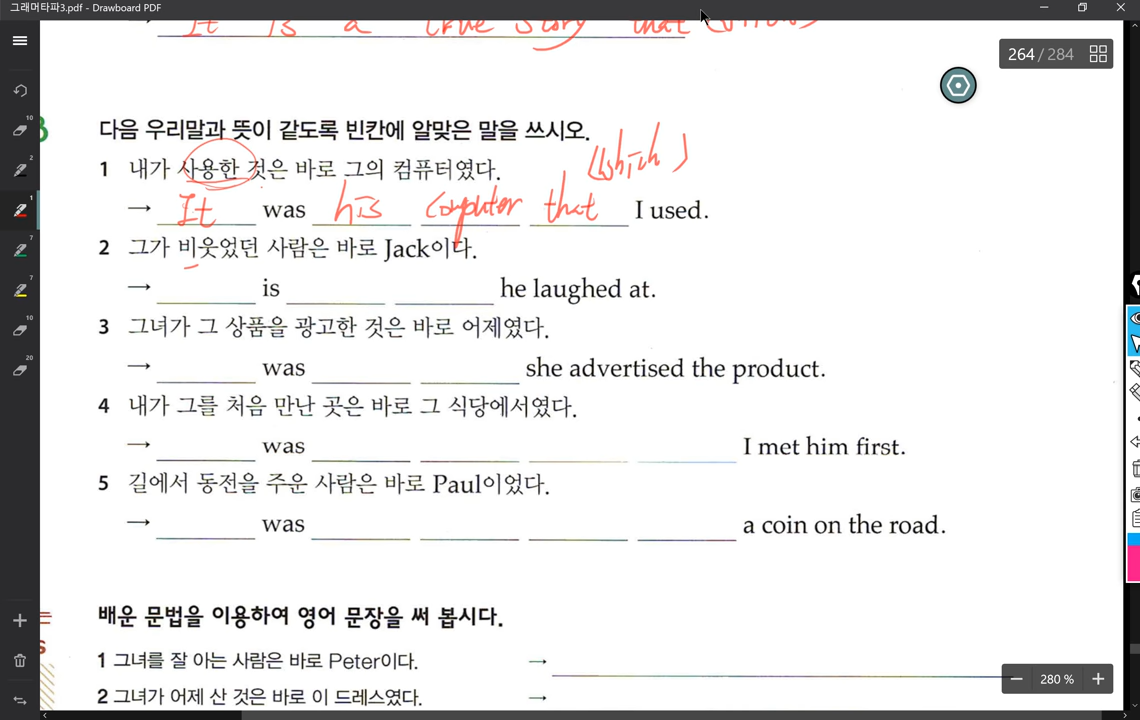 그래머타파3.pdf - Drawboard PDF
It is a true story that
264 / 284
다음 우리말과 뜻이 같도록 빈칸에 알맞은 말을 쓰시오.
1 내가 사용한 것은 바로 그의 컴퓨터였다. (which)
→ It was his computer that I used.
2 그가 비웃었던 사람은 바로 Jack이다.
→ is he laughed at.
3 그녀가 그 상품을 광고한 것은 바로 어제였다.
→ was she advertised the product.
4 내가 그를 처음 만난 곳은 바로 그 식당에서였다.
→ was I met him first.
5 길에서 동전을 주운 사람은 바로 Paul이었다.
→ was a coin on the road.
배운 문법을 이용하여 영어 문장을 써 봅시다.
1 그녀를 잘 아는 사람은 바로 Peter이다. →
2 그녀가 어제 산 것은 바로 이 드레스였다. →
280 %
10
2
1
7
7
10
20